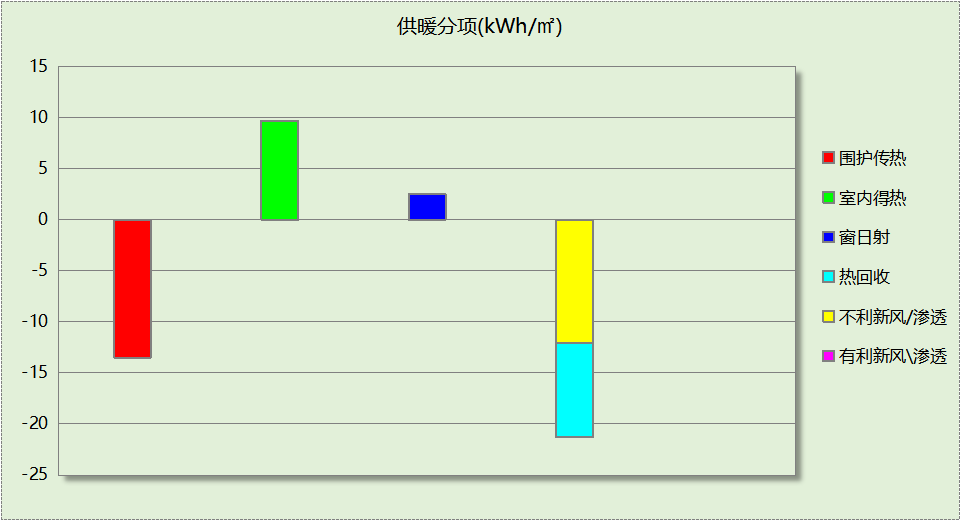 供暖分项(kWh/㎡)
15
10
5
0
-5
-10
-15
-20
-25
围护传热
室内得热
窗日射
热回收
不利新风/渗透
有利新风\渗透